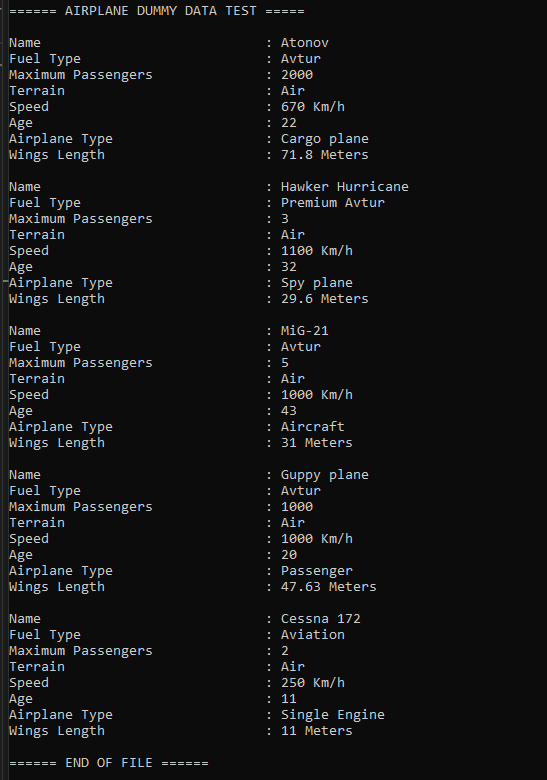 ====== AIRPLANE DUMMY DATA TEST =====
Name : Atonov
Fuel Type : Avtur
Maximum Passengers : 2000
Terrain : Air
Speed : 670 Km/h
Age : 22
Airplane Type : Cargo plane
Wings Length : 71.8 Meters
Name : Hawker Hurricane
Fuel Type : Premium Avtur
Maximum Passengers : 3
Terrain : Air
Speed : 1100 Km/h
Age : 32
Airplane Type : Spy plane
Wings Length : 29.6 Meters
Name : MiG-21
Fuel Type : Avtur
Maximum Passengers : 5
Terrain : Air
Speed : 1000 Km/h
Age : 43
Airplane Type : Aircraft
Wings Length : 31 Meters
Name : Guppy plane
Fuel Type : Avtur
Maximum Passengers : 1000
Terrain : Air
Speed : 1000 Km/h
Age : 20
Airplane Type : Passenger
Wings Length : 47.63 Meters
Name : Cessna 172
Fuel Type : Aviation
Maximum Passengers : 2
Terrain : Air
Speed : 250 Km/h
Age : 11
Airplane Type : Single Engine
Wings Length : 11 Meters
====== END OF FILE ======